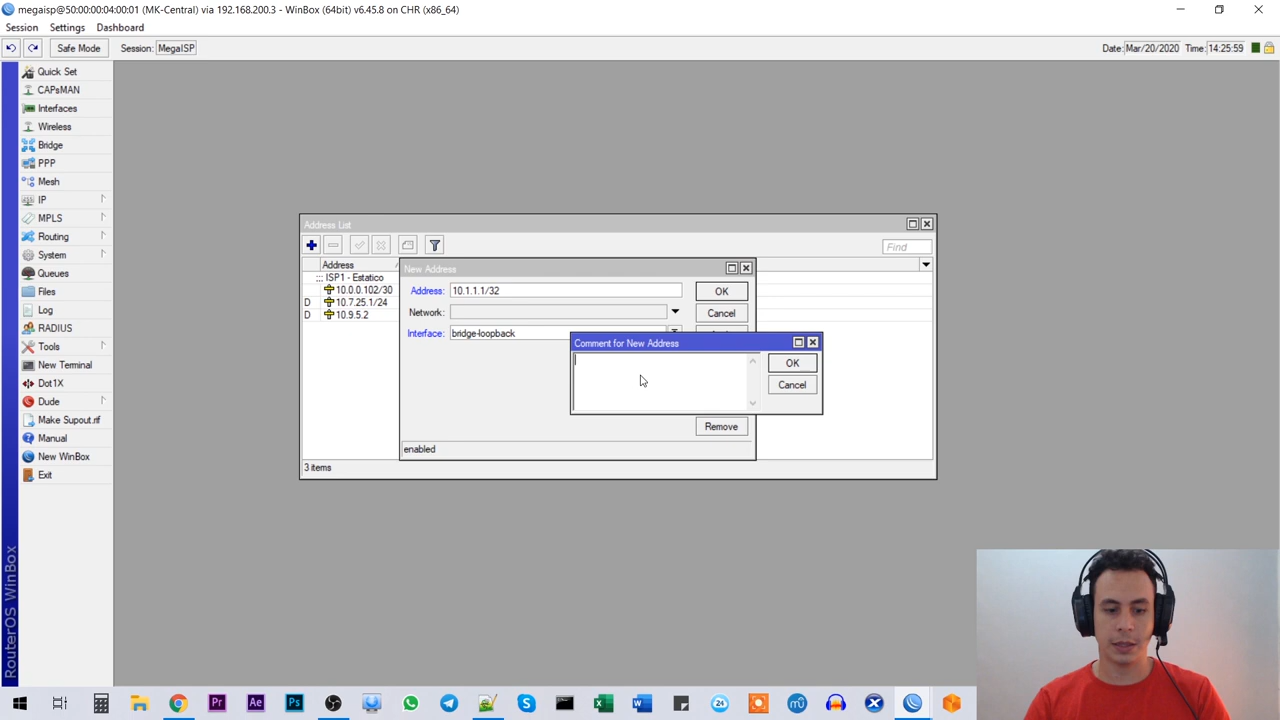 megaisp@50:00:00:04:00:01 (MK-Central) via 192.168.200.3 - WinBox (64bit) v6.45.8 on CHR (x86_64)
Session Settings Dashboard
Safe Mode Session: MegaISP Date: Mar/20/2020 Time: 14:25:59
Quick Set
CAPsMAN
Interfaces
Wireless
Bridge
PPP
Mesh
IP
MPLS
Routing
System
Queues
Files
Log
RADIUS
Tools
New Terminal
Dot1X
Dude
Make Supout.rif
Manual
New WinBox
Exit
RouterOS WinBox
Address List
Find
Address
::: ISP1 - Estatico
10.0.0.102/30
D 10.7.25.1/24
D 10.9.5.2
3 items
New Address
Address: 10.1.1.1/32 OK
Network: Cancel
Interface: bridge-loopback
Remove
enabled
Comment for New Address
OK
Cancel
Pr Ae Ps
24